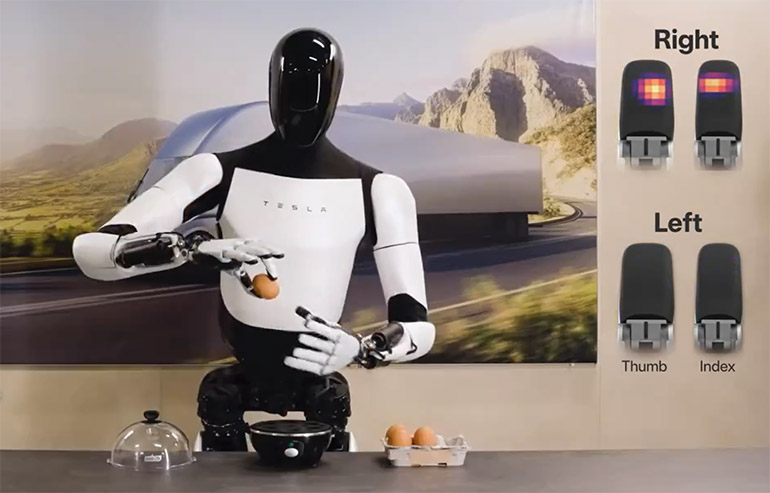 Right
TESLA
Left
Thumb
Index